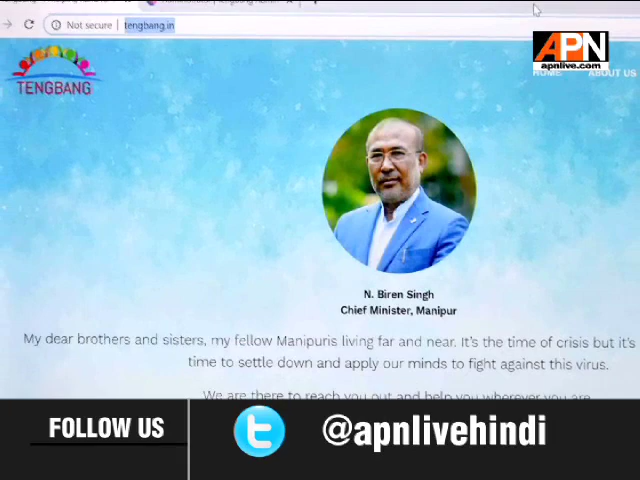 Not secure | tengbang.in
APN
apnlive.com
HOME ABOUT US
TENGBANG
N. Biren Singh
Chief Minister, Manipur
My dear brothers and sisters, my fellow Manipuris living far and near. It's the time of crisis but it's
time to settle down and apply our minds to fight against this virus.
We are there to reach you out and help you wherever you are
FOLLOW US
@apnlivehindi